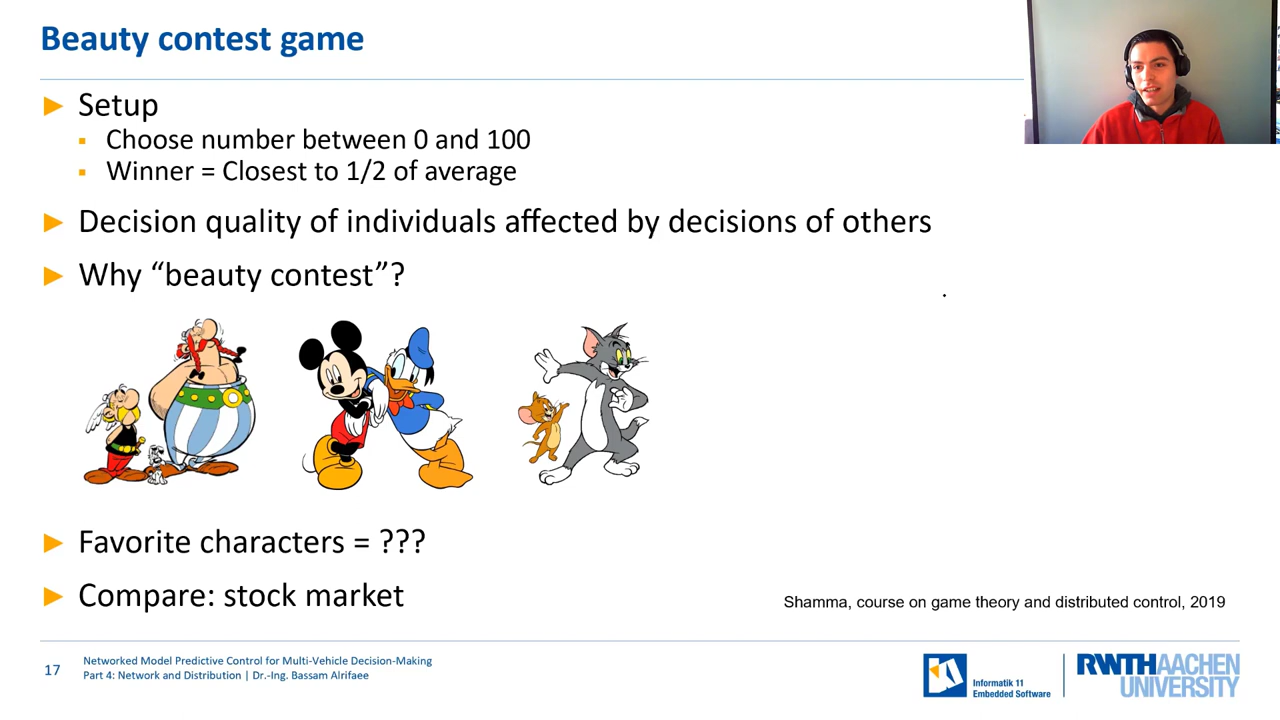 Beauty contest game
Setup
Choose number between 0 and 100
Winner = Closest to 1/2 of average
Decision quality of individuals affected by decisions of others
Why “beauty contest”?
Favorite characters = ???
Compare: stock market
Shamma, course on game theory and distributed control, 2019
17
Networked Model Predictive Control for Multi-Vehicle Decision-Making
Part 4: Network and Distribution | Dr.-Ing. Bassam Alrifaee
Informatik 11
Embedded Software
RWTHAACHEN
UNIVERSITY